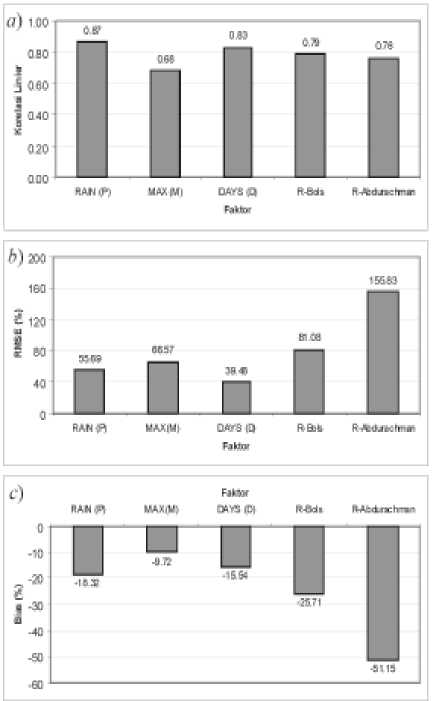 a)
Korelasi Linier
1.00
0.80
0.60
0.40
0.20
0.00
0.87
0.68
0.83
0.79
0.76
RAIN (P)
MAX (M)
DAYS (D)
R-Bols
R-Abdurachman
Faktor
b)
RMSE (%)
200
160
120
80
40
0
55.69
66.57
39.46
81.08
155.83
RAIN (P)
MAX(M)
DAYS (D)
R-Bols
R-Abdurachman
Faktor
c)
Faktor
RAIN (P)
MAX(M)
DAYS (D)
R-Bols
R-Abdurachman
Bias (%)
0
-10
-20
-30
-40
-50
-60
-18.32
-9.72
-15.54
-25.71
-51.15